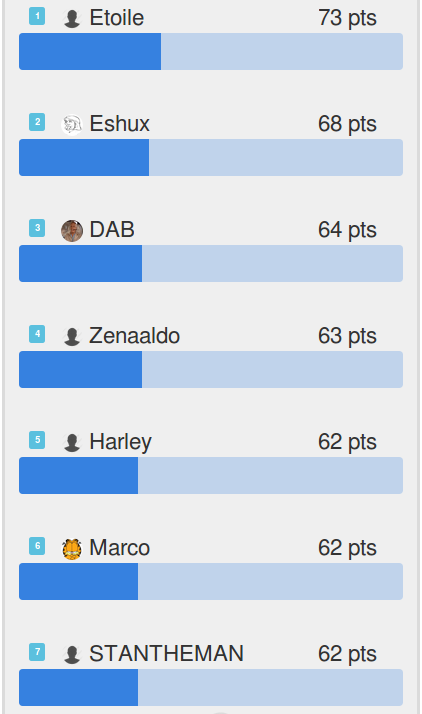 1 Etoile 73 pts
2 Eshux 68 pts
3 DAB 64 pts
4 Zenaaldo 63 pts
5 Harley 62 pts
6 Marco 62 pts
7 STANTHEMAN 62 pts